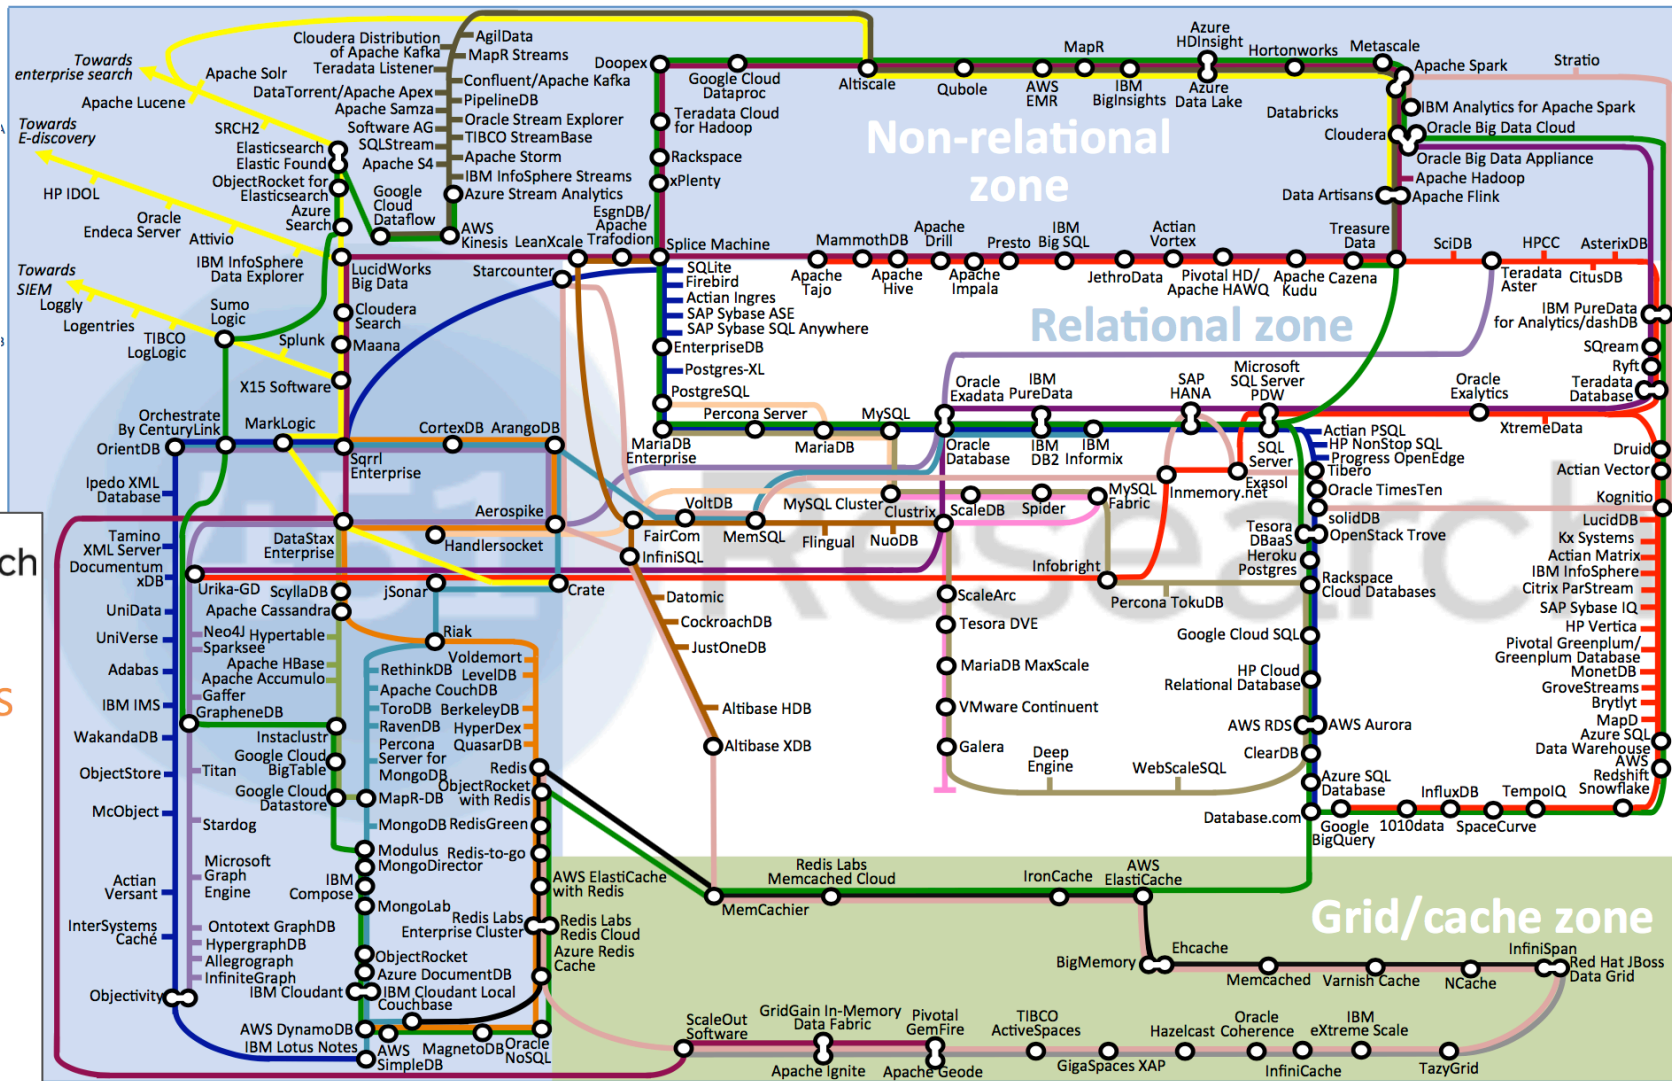 Towards
enterprise search
Apache Solr
Apache Lucene
Towards
E-discovery
SRCH2
Elasticsearch
Elastic Found
ObjectRocket for
Elasticsearch
Azure
Search
HP IDOL
Oracle
Endeca Server
Attivio
IBM InfoSphere
Data Explorer
Towards
SIEM
Loggly
Logentries
Sumo
Logic
TIBCO
LogLogic
Splunk
X15 Software
LucidWorks
Big Data
Cloudera
Search
Maana
Cloudera Distribution
of Apache Kafka
Teradata Listener
DataTorrent/Apache Apex
Apache Samza
Software AG
SQLStream
Apache S4
AgilData
MapR Streams
Confluent/Apache Kafka
PipelineDB
Oracle Stream Explorer
TIBCO StreamBase
Apache Storm
IBM InfoSphere Streams
Azure Stream Analytics
Google
Cloud
Dataflow
AWS
Kinesis
LeanXcale
EsgnDB/
Apache
Trafodion
Starcounter
Doopex
Google Cloud
Dataproc
Teradata Cloud
for Hadoop
Rackspace
xPlenty
Splice Machine
Altiscale
Qubole
AWS
EMR
MapR
IBM
BigInsights
Azure
HDInsight
Azure
Data Lake
Hortonworks
Metascale
Apache Spark
Stratio
Databricks
IBM Analytics for Apache Spark
Cloudera
Oracle Big Data Cloud
Oracle Big Data Appliance
Apache Hadoop
Data Artisans
Apache Flink
Non-relational
zone
Apache
Tajo
MammothDB
Apache
Hive
Apache
Drill
Apache
Impala
Presto
IBM
Big SQL
JethroData
Actian
Vortex
Pivotal HD/
Apache HAWQ
Apache
Kudu
Treasure
Data
Cazena
SciDB
HPCC
AsterixDB
Teradata
Aster
CitusDB
IBM PureData
for Analytics/dashDB
SQream
Ryft
Teradata
Database
SQLite
Firebird
Actian Ingres
SAP Sybase ASE
SAP Sybase SQL Anywhere
EnterpriseDB
Postgres-XL
PostgreSQL
Relational zone
Percona Server
MySQL
MariaDB
Enterprise
MariaDB
Oracle
Exadata
IBM
PureData
SAP
HANA
Microsoft
SQL Server
PDW
Oracle
Exalytics
XtremeData
Oracle
Database
IBM
DB2
IBM
Informix
SQL
Server
Exasol
Inmemory.net
Actian PSQL
HP NonStop SQL
Progress OpenEdge
Tibero
Oracle TimesTen
solidDB
Tesora
DBaaS
OpenStack Trove
Heroku
Postgres
Rackspace
Cloud Databases
Druid
Actian Vector
Kognitio
LucidDB
Kx Systems
Actian Matrix
IBM InfoSphere
Citrix ParStream
SAP Sybase IQ
HP Vertica
Pivotal Greenplum/
Greenplum Database
MonetDB
GroveStreams
Brytlyt
MapD
Azure SQL
Data Warehouse
AWS
Redshift
Snowflake
Orchestrate
By CenturyLink
MarkLogic
OrientDB
Sqrrl
Enterprise
CortexDB
ArangoDB
Ipedo XML
Database
Tamino
XML Server
Documentum
xDB
UniData
UniVerse
Adabas
IBM IMS
WakandaDB
ObjectStore
McObject
Actian
Versant
InterSystems
Caché
Objectivity
Aerospike
DataStax
Enterprise
Handlersocket
FairCom
InfiniSQL
VoltDB
MemSQL
MySQL Cluster
Flingual
NuoDB
Clustrix
ScaleDB
Spider
MySQL
Fabric
Infobright
Percona TokuDB
451
Research
ch
S
Urika-GD
ScyllaDB
Apache Cassandra
jSonar
Crate
Neo4J
Hypertable
Sparksee
Apache HBase
Apache Accumulo
Gaffer
GrapheneDB
Instaclustr
Google Cloud
BigTable
Titan
Google Cloud
Datastore
Stardog
Microsoft
Graph
Engine
Ontotext GraphDB
HypergraphDB
Allegrograph
InfiniteGraph
Riak
RethinkDB
Apache CouchDB
ToroDB
RavenDB
Percona
Server for
MongoDB
MapR-DB
MongoDB
Voldemort
LevelDB
BerkeleyDB
HyperDex
QuasarDB
Redis
ObjectRocket
with Redis
RedisGreen
Redis-to-go
Modulus
MongoDirector
IBM
Compose
MongoLab
ObjectRocket
Azure DocumentDB
IBM Cloudant
IBM Cloudant Local
Couchbase
AWS ElastiCache
with Redis
Redis Labs
Enterprise Cluster
Redis Labs
Redis Cloud
Azure Redis
Cache
AWS DynamoDB
IBM Lotus Notes
AWS
SimpleDB
MagnetoDB
Oracle
NoSQL
Datomic
CockroachDB
JustOneDB
Altibase HDB
Altibase XDB
ScaleArc
Tesora DVE
MariaDB MaxScale
VMware Continuent
Galera
Deep
Engine
WebScaleSQL
Google Cloud SQL
HP Cloud
Relational Database
AWS RDS
AWS Aurora
ClearDB
Azure SQL
Database
Database.com
Google
BigQuery
1010data
InfluxDB
SpaceCurve
TempoIQ
MemCachier
Redis Labs
Memcached Cloud
IronCache
AWS
ElastiCache
Grid/cache zone
BigMemory
Ehcache
Memcached
Varnish Cache
NCache
InfiniSpan
Red Hat JBoss
Data Grid
ScaleOut
Software
GridGain In-Memory
Data Fabric
Apache Ignite
Pivotal
GemFire
Apache Geode
TIBCO
ActiveSpaces
GigaSpaces XAP
Hazelcast
Oracle
Coherence
InfiniCache
IBM
eXtreme Scale
TazyGrid